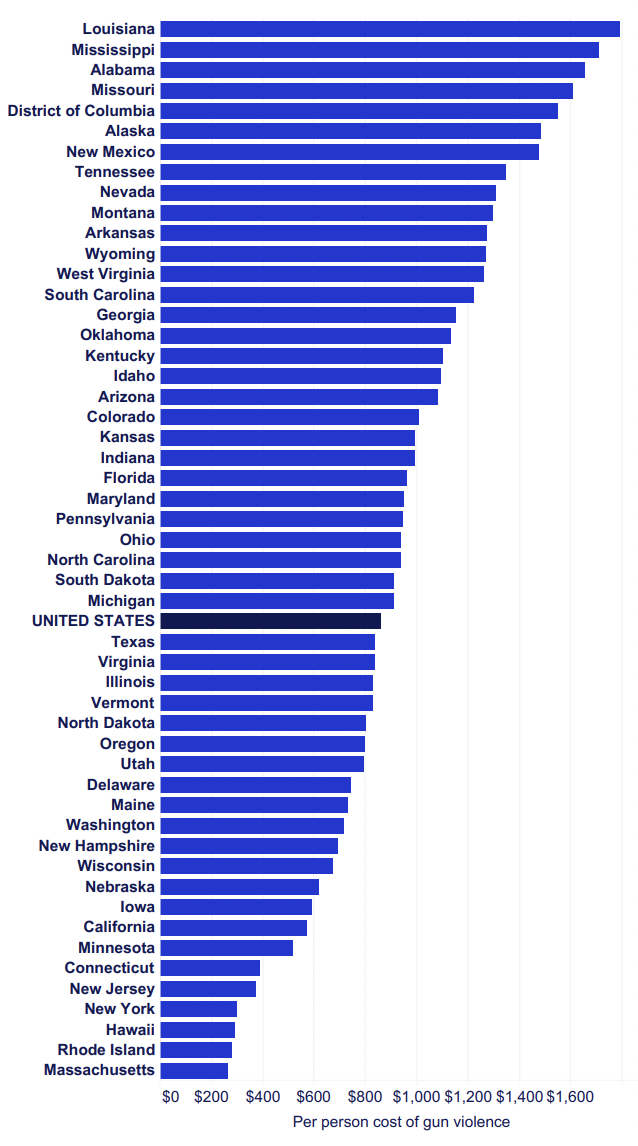 Louisiana
Mississippi
Alabama
Missouri
District of Columbia
Alaska
New Mexico
Tennessee
Nevada
Montana
Arkansas
Wyoming
West Virginia
South Carolina
Georgia
Oklahoma
Kentucky
Idaho
Arizona
Colorado
Kansas
Indiana
Florida
Maryland
Pennsylvania
Ohio
North Carolina
South Dakota
Michigan
UNITED STATES
Texas
Virginia
Illinois
Vermont
North Dakota
Oregon
Utah
Delaware
Maine
Washington
New Hampshire
Wisconsin
Nebraska
Iowa
California
Minnesota
Connecticut
New Jersey
New York
Hawaii
Rhode Island
Massachusetts
$0 $200 $400 $600 $800 $1,000 $1,200 $1,400 $1,600
Per person cost of gun violence